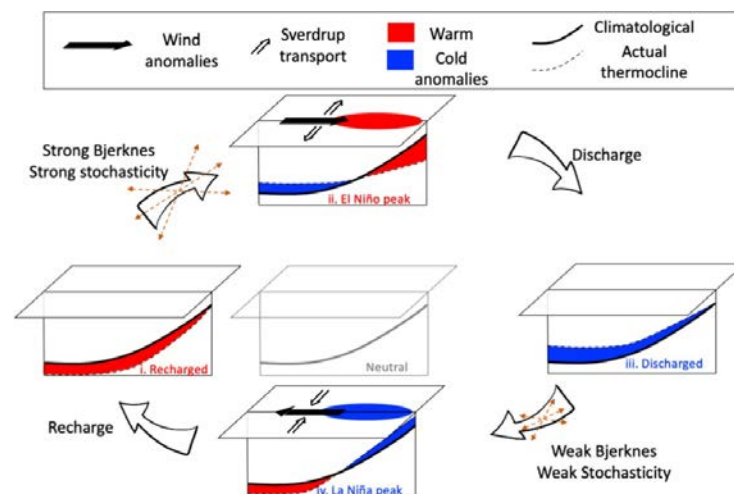 Wind anomalies
Sverdrup transport
Warm
Cold anomalies
Climatological
Actual thermocline
Strong Bjerknes
Strong stochasticity
Discharge
ii. El Niño peak
i. Recharged
Neutral
iii. Discharged
Recharge
iv. La Niña peak
Weak Bjerknes
Weak Stochasticity